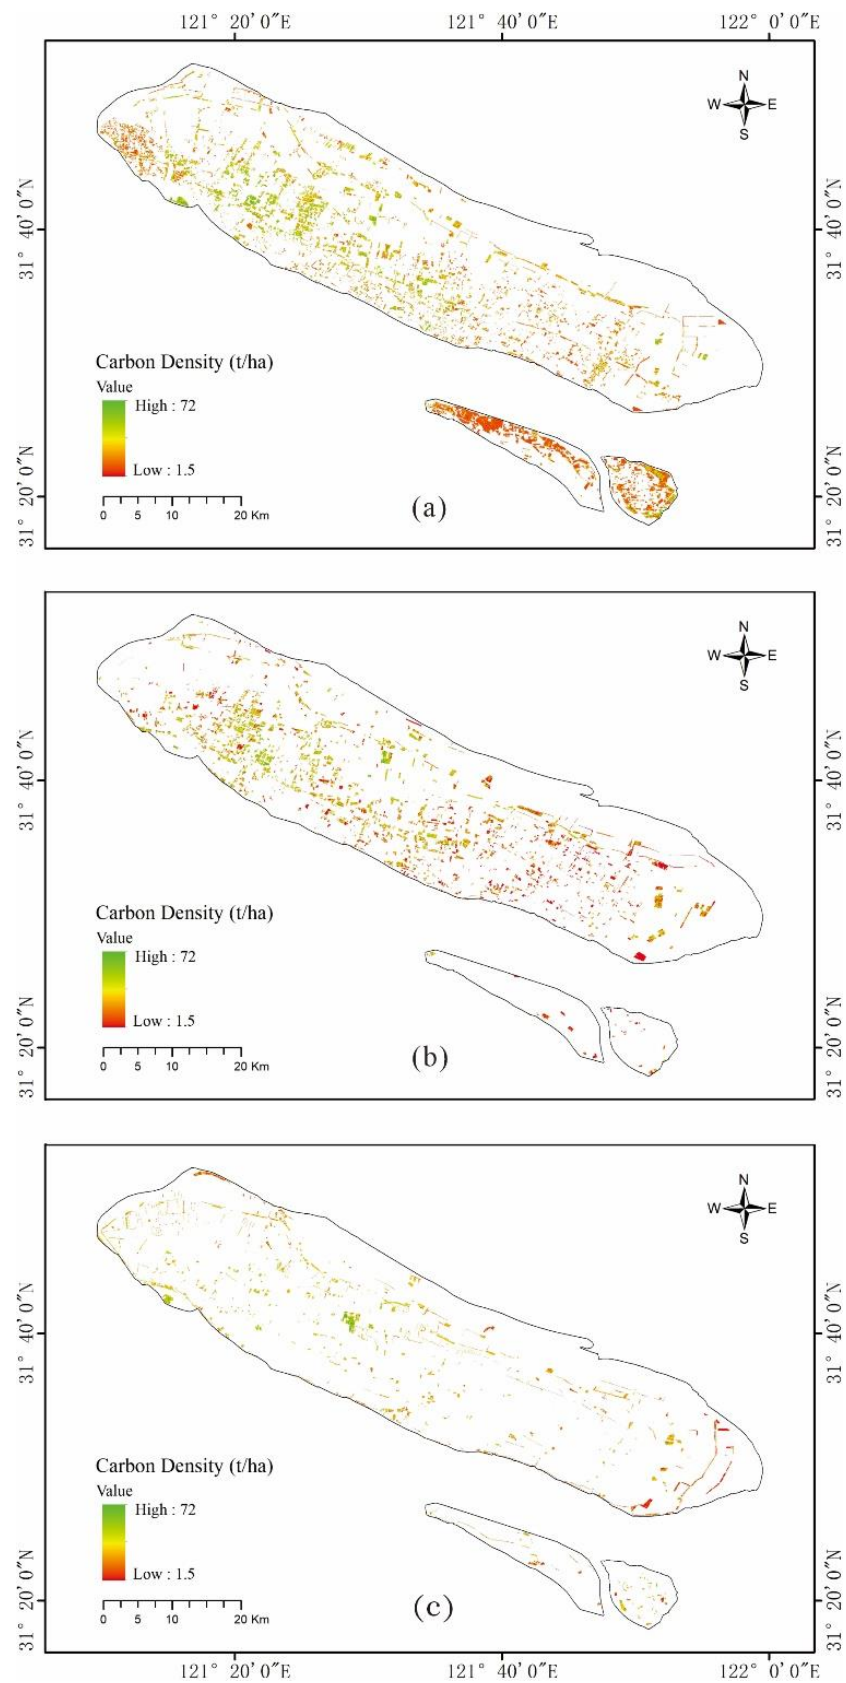 121° 20′ 0″E 121° 40′ 0″E 122° 0′ 0″E
N
W E
S
31° 40′ 0″N 31° 40′ 0″N
Carbon Density (t/ha)
Value
High : 72
Low : 1.5
0 5 10 20 Km
(a)
31° 20′ 0″N 31° 20′ 0″N
N
W E
S
31° 40′ 0″N 31° 40′ 0″N
Carbon Density (t/ha)
Value
High : 72
Low : 1.5
0 5 10 20 Km
(b)
31° 20′ 0″N 31° 20′ 0″N
N
W E
S
31° 40′ 0″N 31° 40′ 0″N
Carbon Density (t/ha)
Value
High : 72
Low : 1.5
0 5 10 20 Km
(c)
31° 20′ 0″N 31° 20′ 0″N
121° 20′ 0″E 121° 40′ 0″E 122° 0′ 0″E